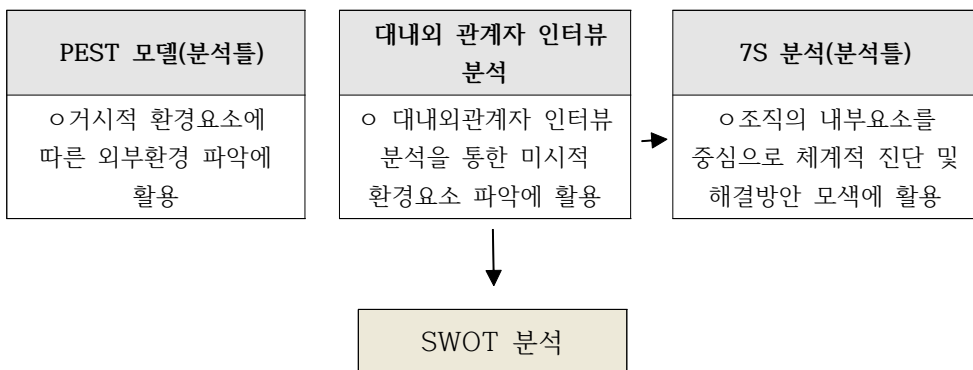 PEST 모델(분석틀)
ㅇ거시적 환경요소에
따른 외부환경 파악에
활용
대내외 관계자 인터뷰
분석
ㅇ 대내외관계자 인터뷰
분석을 통한 미시적
환경요소 파악에 활용
7S 분석(분석틀)
ㅇ조직의 내부요소를
중심으로 체계적 진단 및
해결방안 모색에 활용
SWOT 분석